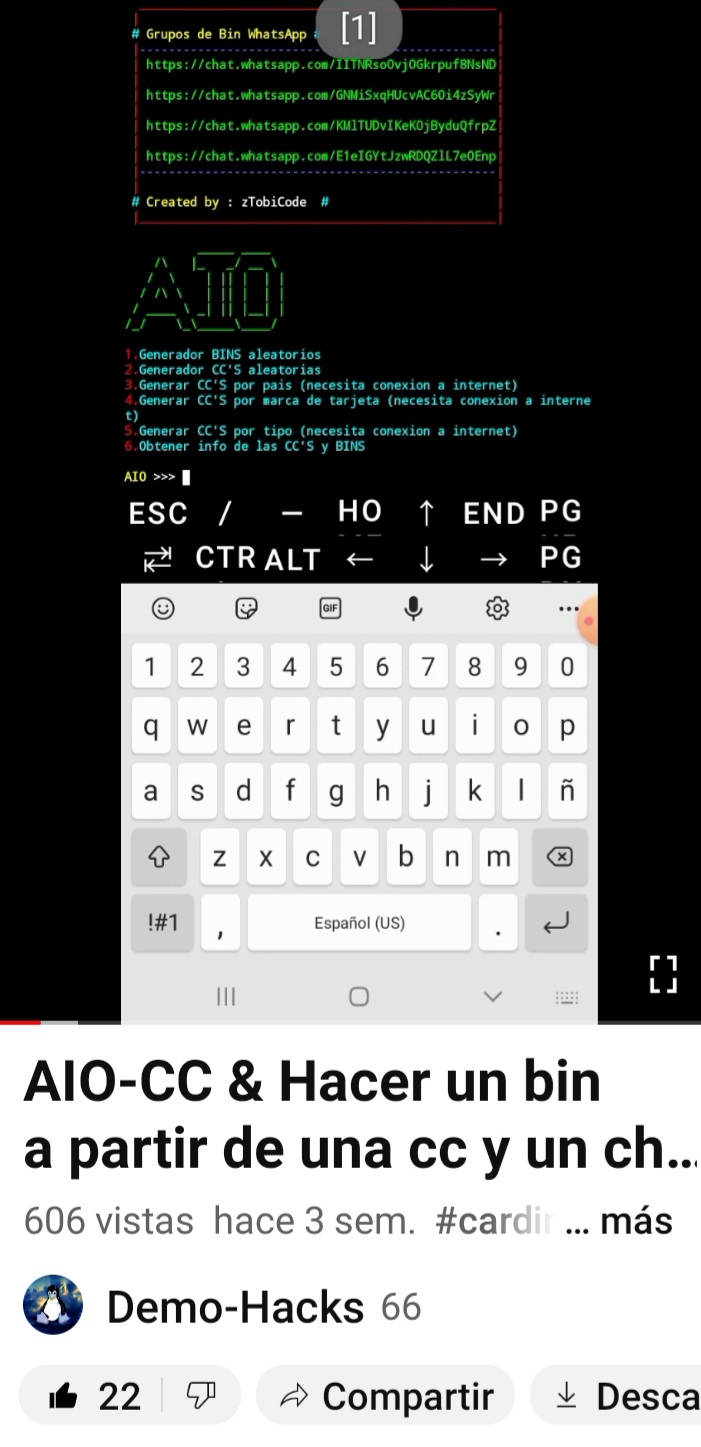 [1]
# Grupos de Bin WhatsApp #
https://chat.whatsapp.com/IITNRsoOvjOGkrpuf8NsND
https://chat.whatsapp.com/GNMiSxqHUcvAC6Oi4zSyWr
https://chat.whatsapp.com/KMlTUDvIKeKOjByduQfrpZ
https://chat.whatsapp.com/E1eIGYtJzwRDQZlL7eOEnp
# Created by : zTobiCode #
AIO
1.Generador BINS aleatorios
2.Generador CC'S aleatorias
3.Generar CC'S por pais (necesita conexion a internet)
4.Generar CC'S por marca de tarjeta (necesita conexion a interne
t)
5.Generar CC'S por tipo (necesita conexion a internet)
6.Obtener info de las CC'S y BINS
AIO >>>
ESC / — HO ↑ END PG
CTR ALT ← ↓ → PG
GIF ...
1 2 3 4 5 6 7 8 9 0
q w e r t y u i o p
a s d f g h j k l ñ
z x c v b n m
!#1 , Español (US) .
AIO-CC & Hacer un bin
a partir de una cc y un ch...
606 vistas hace 3 sem. #cardin ... más
Demo-Hacks 66
22 Compartir Desca